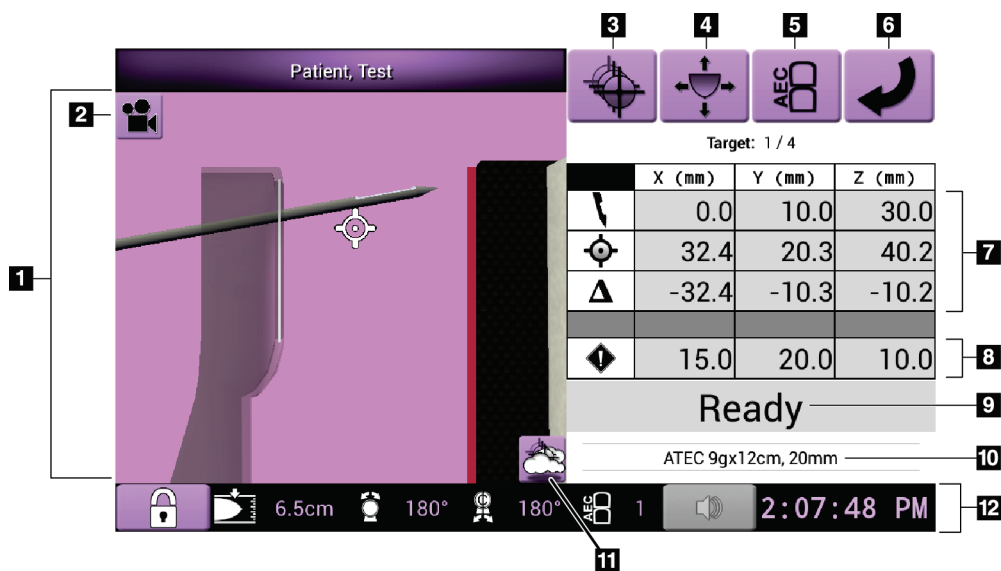 3 4 5 6
Patient, Test
AEC
1
2
Target: 1 / 4
X (mm) Y (mm) Z (mm)
0.0 10.0 30.0
32.4 20.3 40.2
7
Δ -32.4 -10.3 -10.2
15.0 20.0 10.0
8
Ready
9
ATEC 9gx12cm, 20mm
10
6.5cm 180° 180° AEC 1 2:07:48 PM
12
11